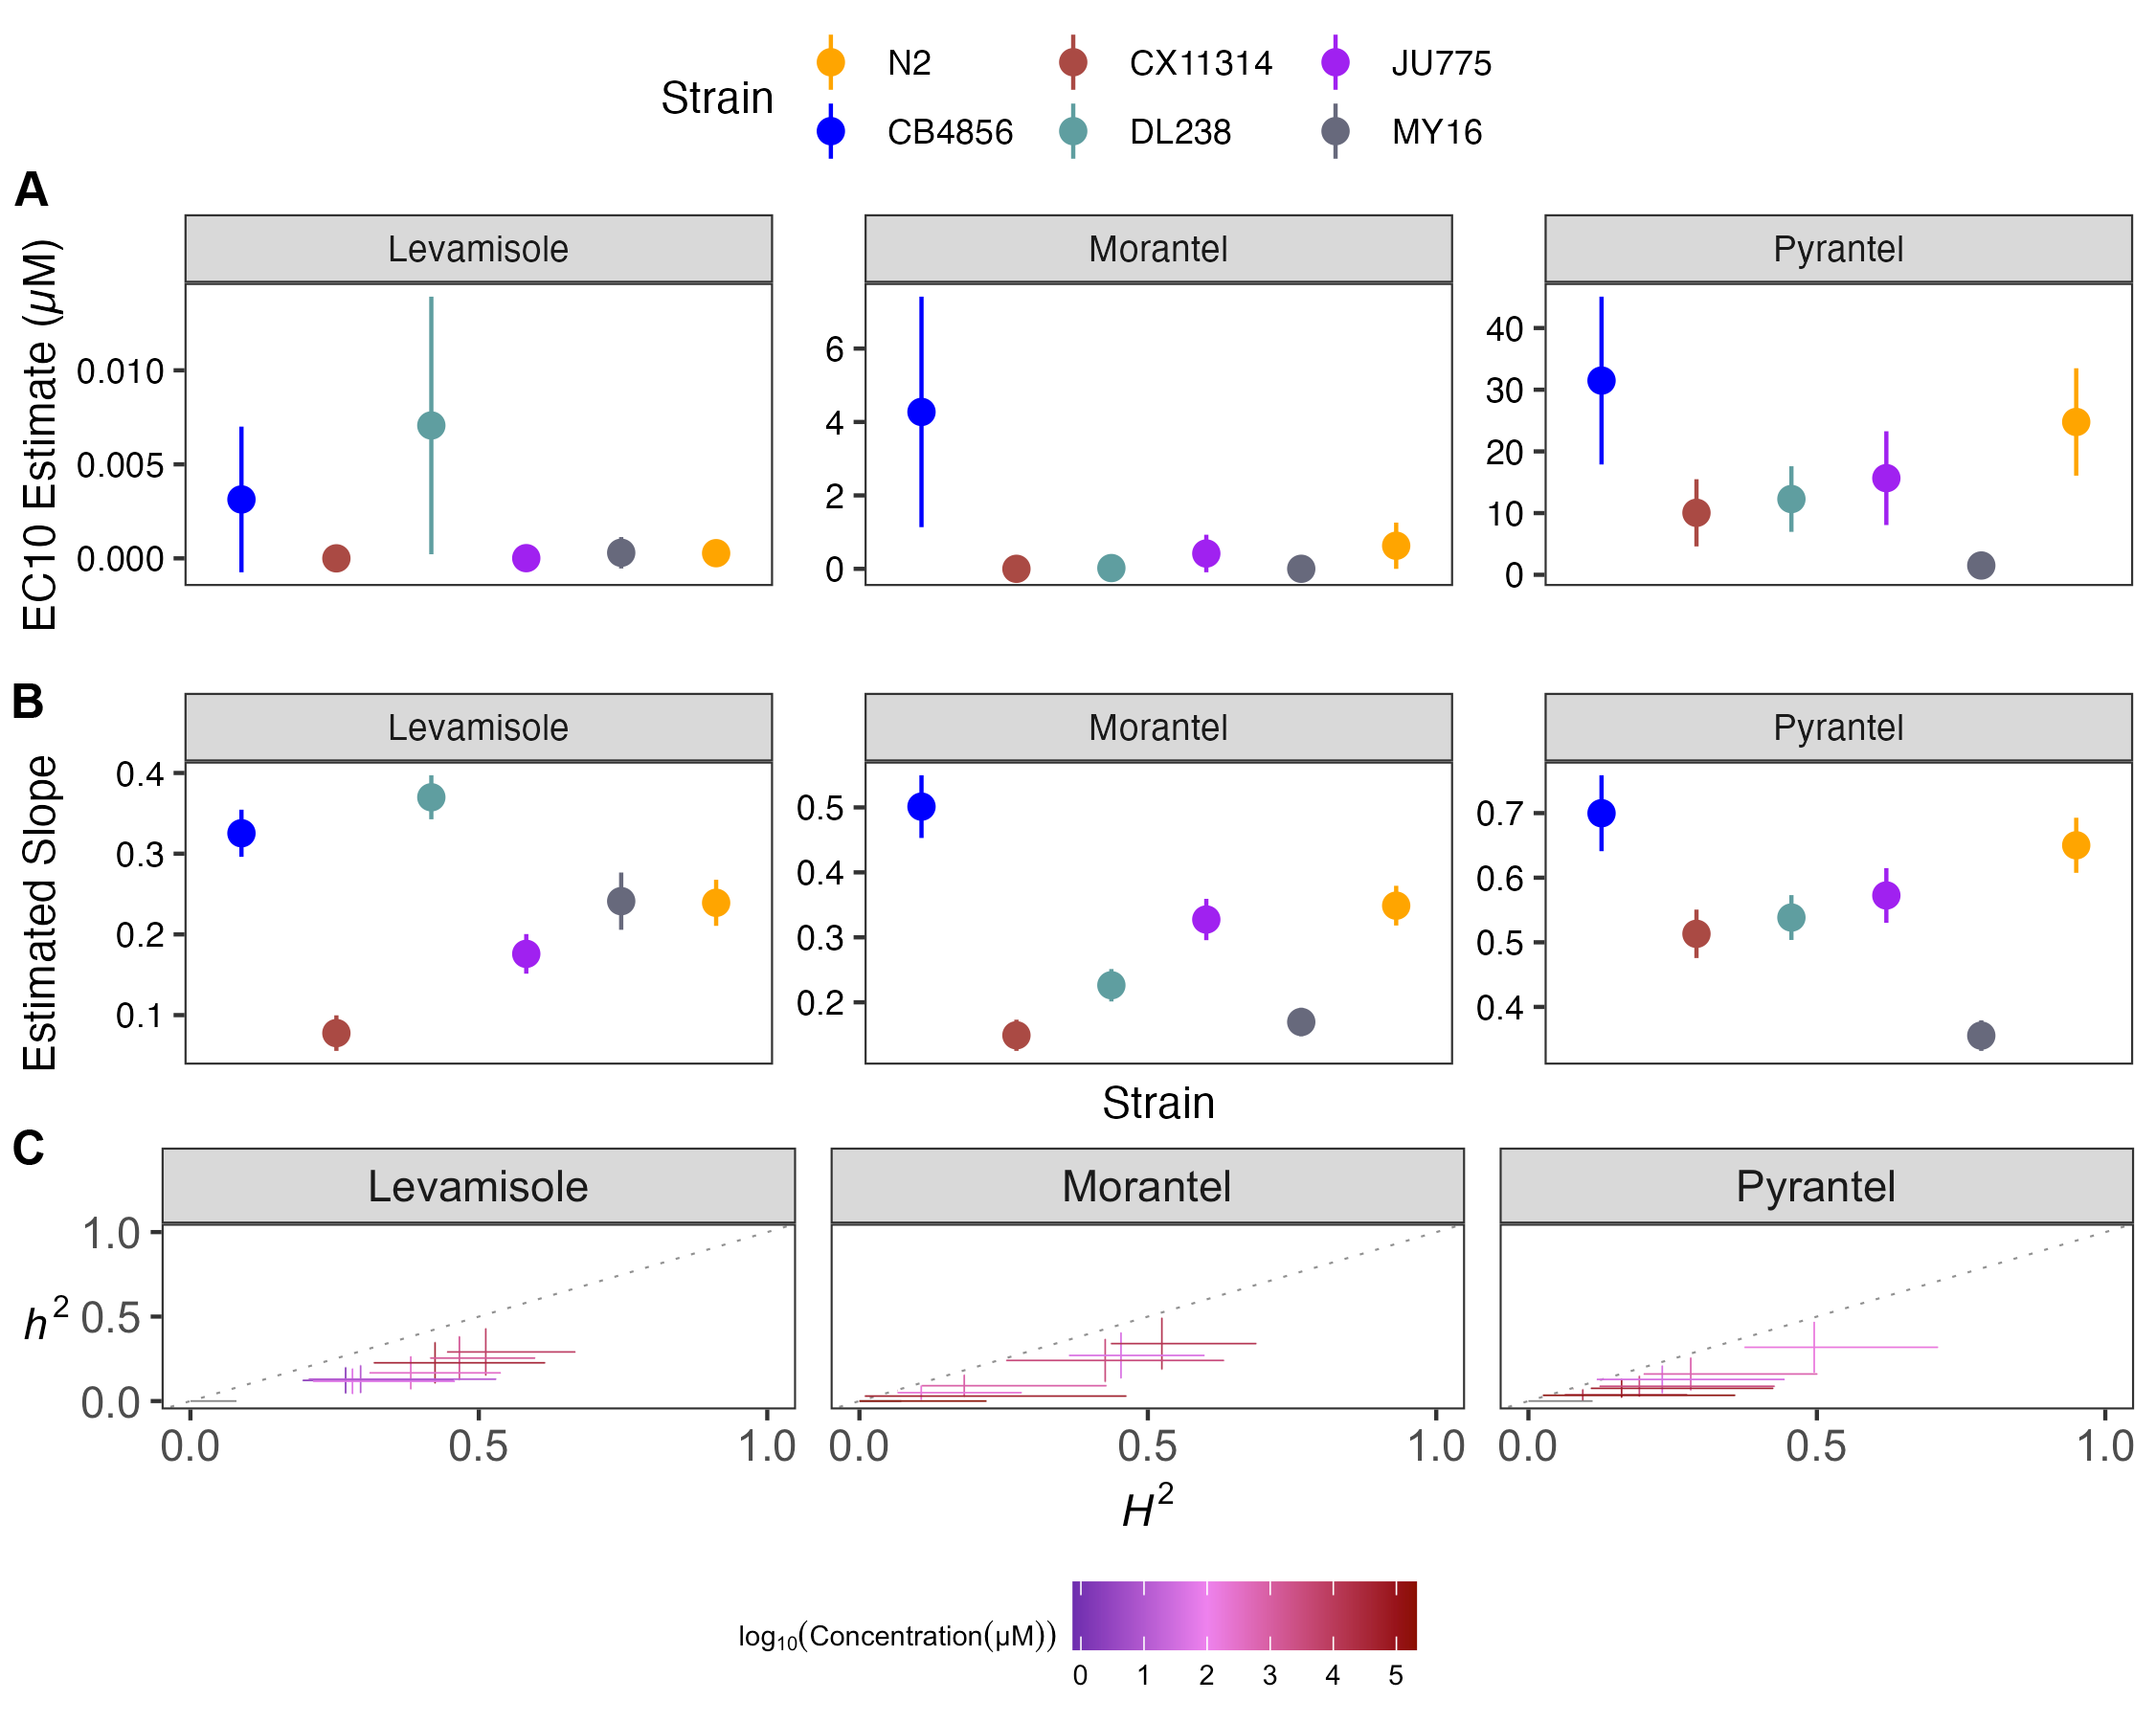 Strain
N2 CX11314 JU775
CB4856 DL238 MY16
A
Levamisole Morantel Pyrantel
EC10 Estimate (μM)
0.010
0.005
0.000
6
4
2
0
40
30
20
10
0
B
Levamisole Morantel Pyrantel
Estimated Slope
0.4
0.3
0.2
0.1
0.5
0.4
0.3
0.2
0.7
0.6
0.5
0.4
Strain
C
Levamisole Morantel Pyrantel
h²
1.0
0.5
0.0
0.0 0.5 1.0 0.0 0.5 1.0 0.0 0.5 1.0
H²
log₁₀(Concentration(μM))
0 1 2 3 4 5